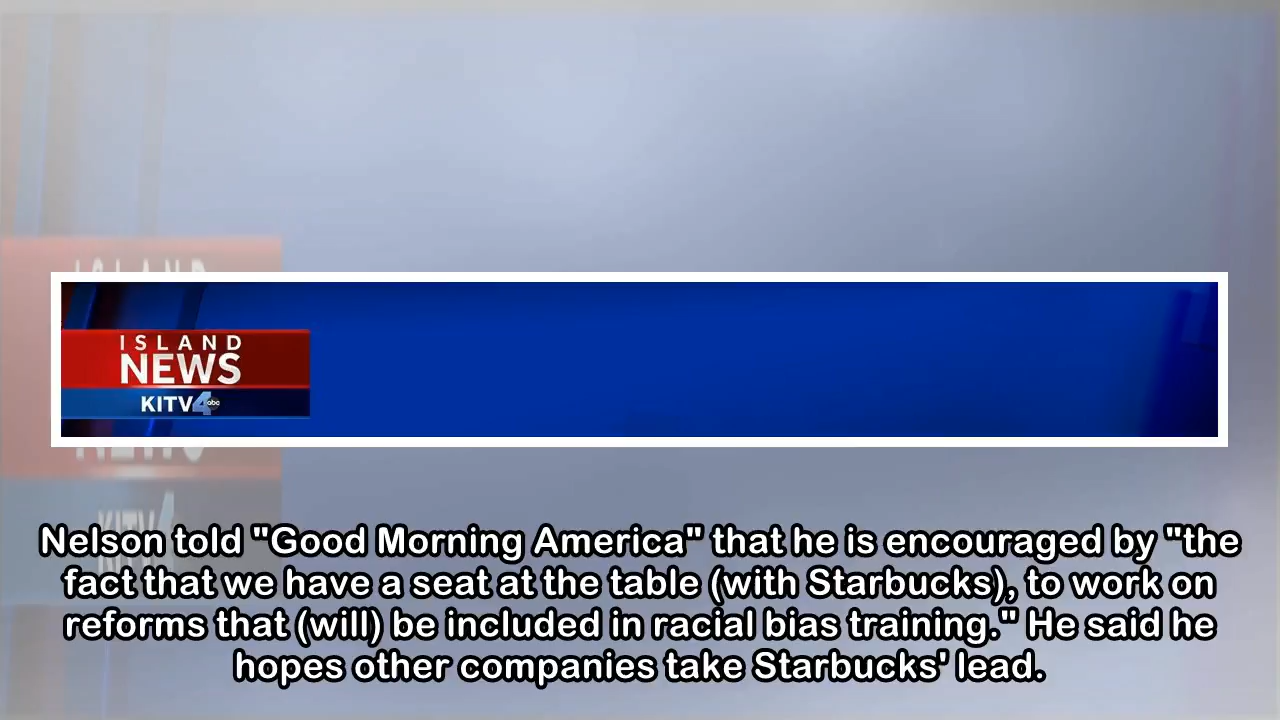 ISLAND
NEWS
KITV4 abc
Nelson told "Good Morning America" that he is encouraged by "the
fact that we have a seat at the table (with Starbucks), to work on
reforms that (will) be included in racial bias training." He said he
hopes other companies take Starbucks' lead.